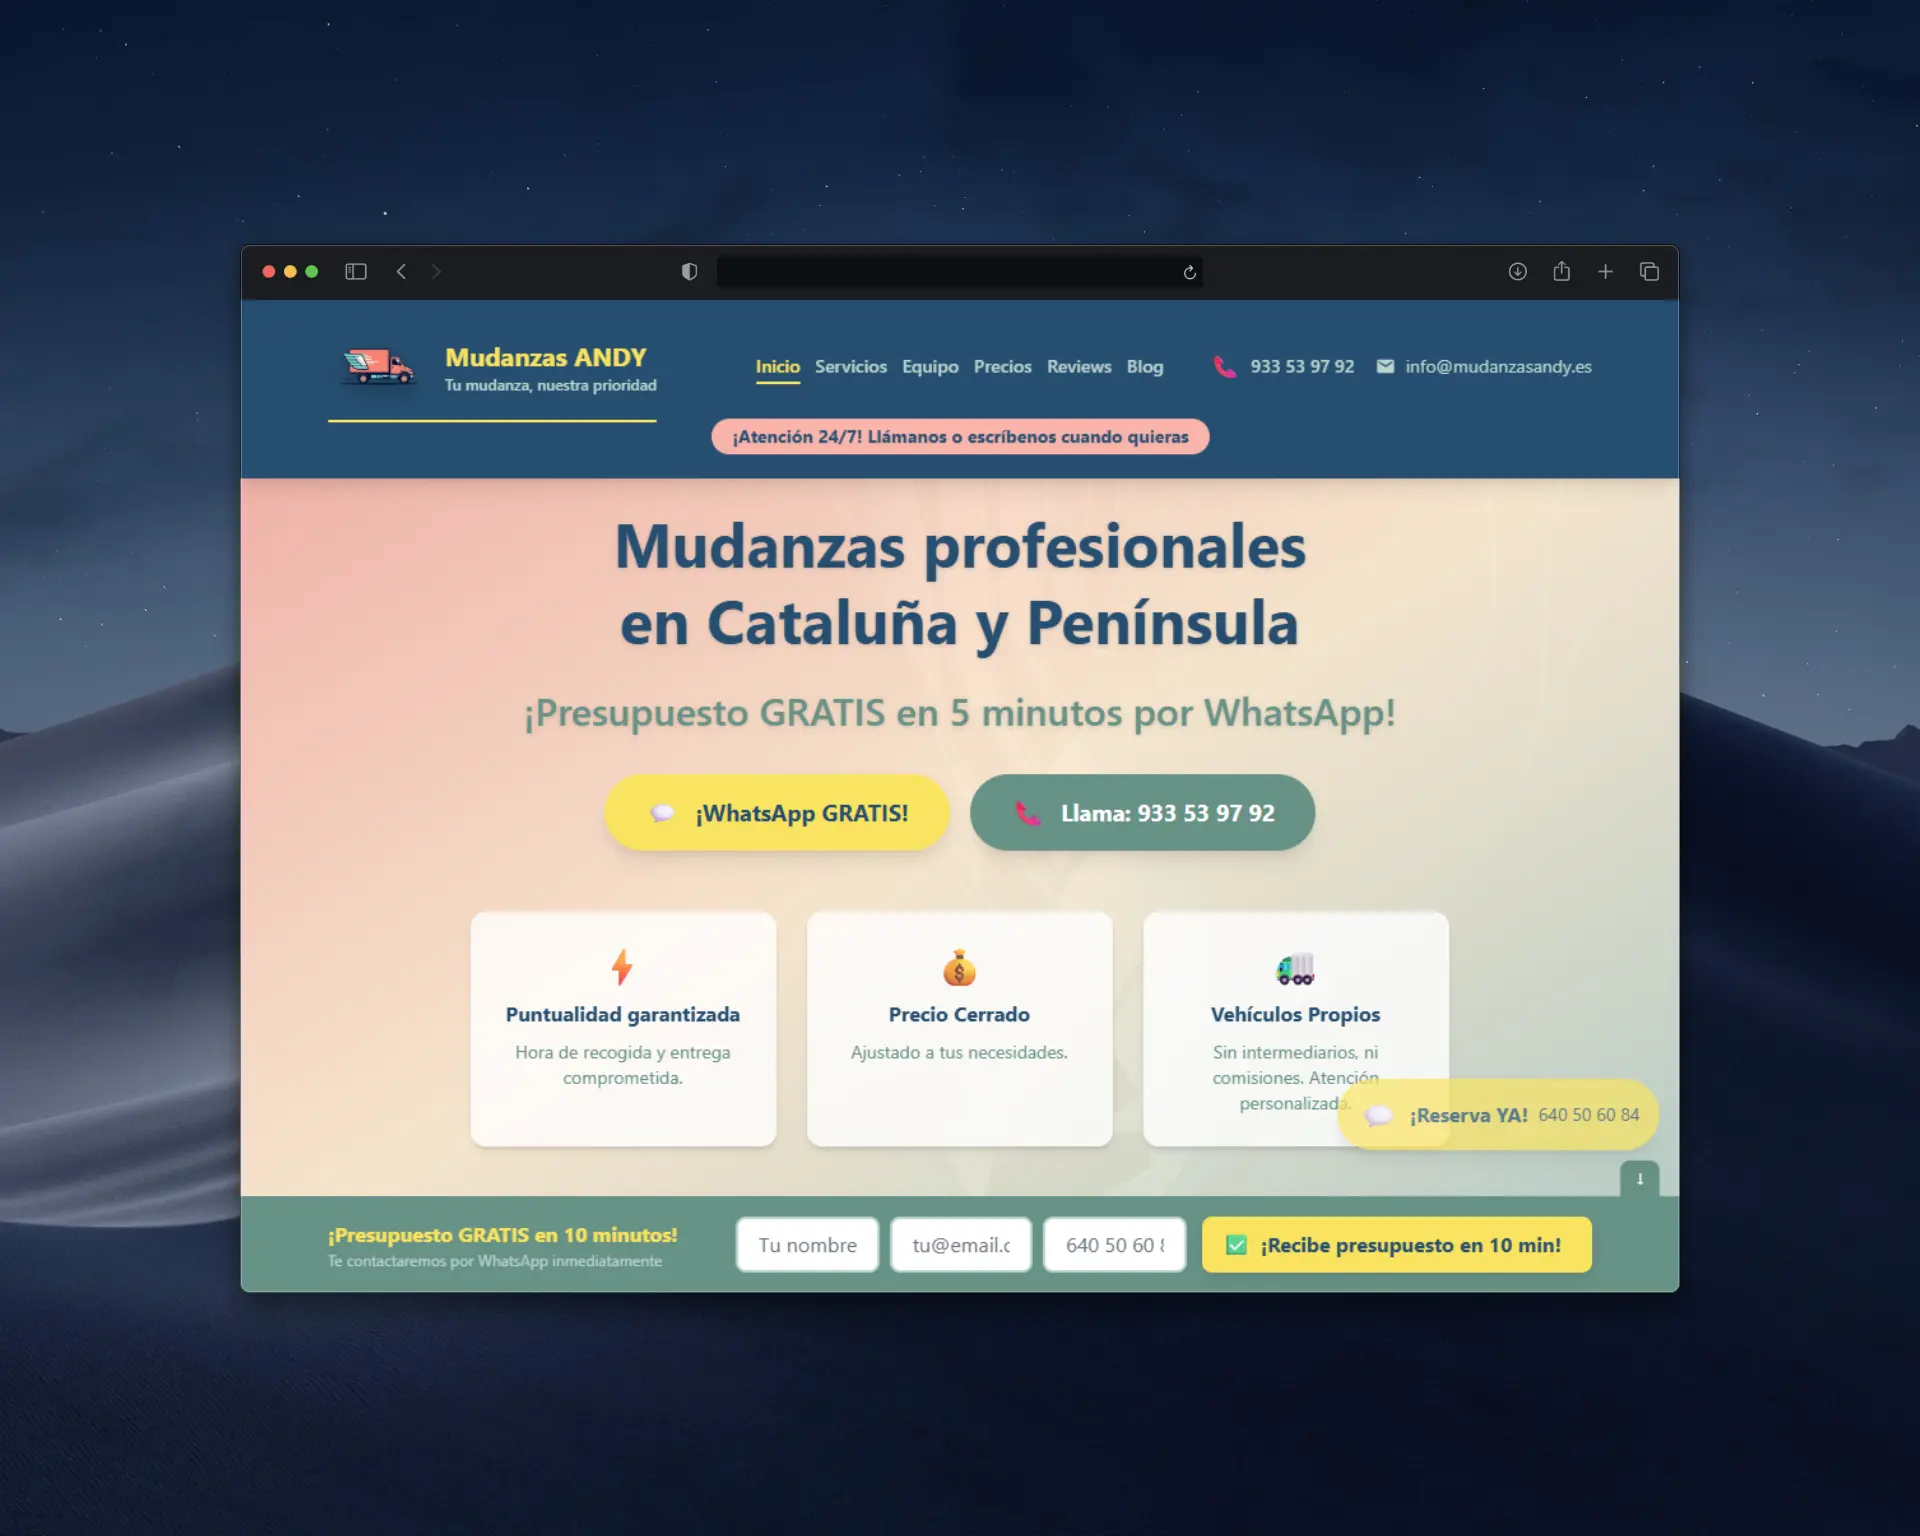 Mudanzas ANDY
Tu mudanza, nuestra prioridad
Inicio Servicios Equipo Precios Reviews Blog
933 53 97 92 info@mudanzasandy.es
¡Atención 24/7! Llámanos o escríbenos cuando quieras
Mudanzas profesionales
en Cataluña y Península
¡Presupuesto GRATIS en 5 minutos por WhatsApp!
¡WhatsApp GRATIS!
Llama: 933 53 97 92
Puntualidad garantizada
Hora de recogida y entrega
comprometida.
Precio Cerrado
Ajustado a tus necesidades.
Vehículos Propios
Sin intermediarios, ni
comisiones. Atención
personalizada.
¡Reserva YA! 640 50 60 84
¡Presupuesto GRATIS en 10 minutos!
Te contactaremos por WhatsApp inmediatamente
Tu nombre
tu@email.c
640 50 60
¡Recibe presupuesto en 10 min!